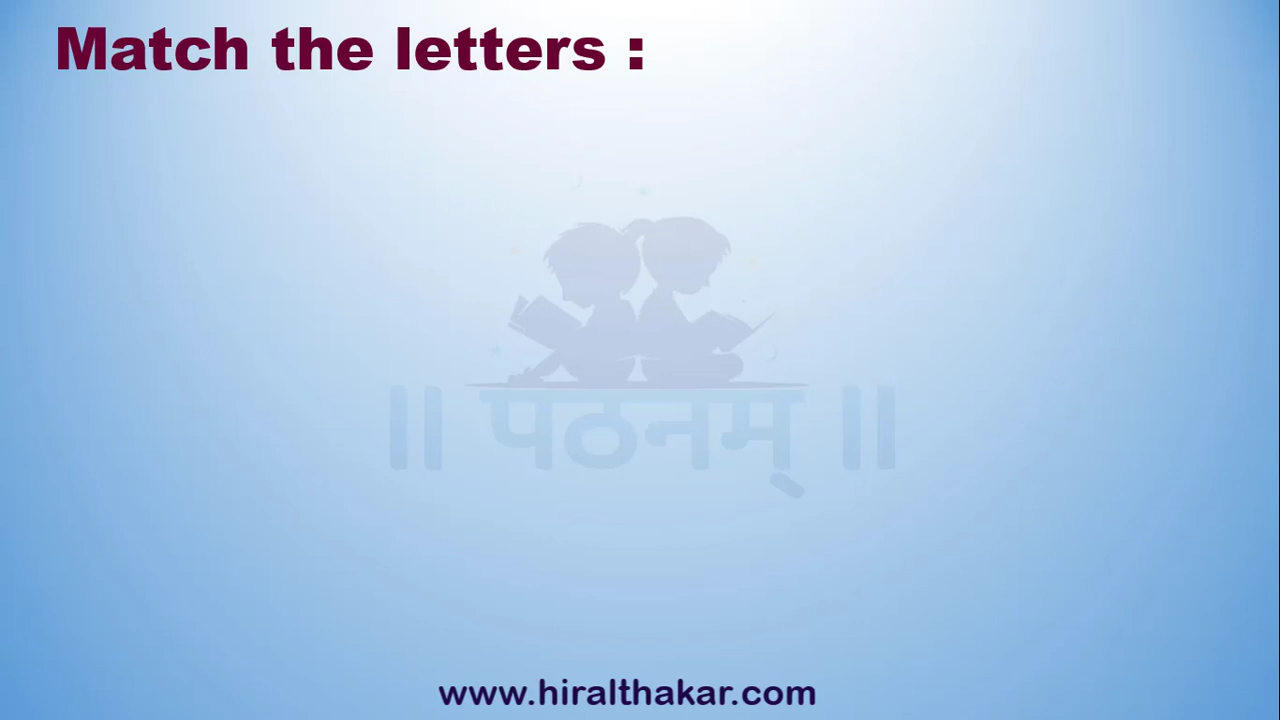 Match the letters :
|| पठनम् ||
www.hiralthakar.com